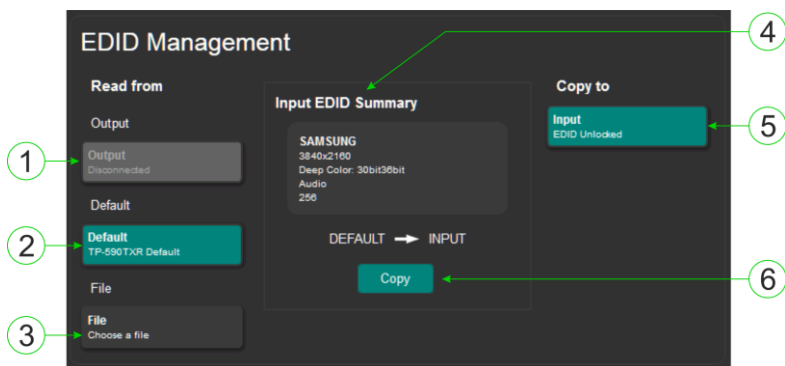 EDID Management
Read from
Output
Output
Disconnected
Default
Default
TP-590TXR Default
File
File
Choose a file
Input EDID Summary
SAMSUNG
3840x2160
Deep Color: 30bit36bit
Audio
256
DEFAULT → INPUT
Copy
Copy to
Input
EDID Unlocked
1
2
3
4
5
6